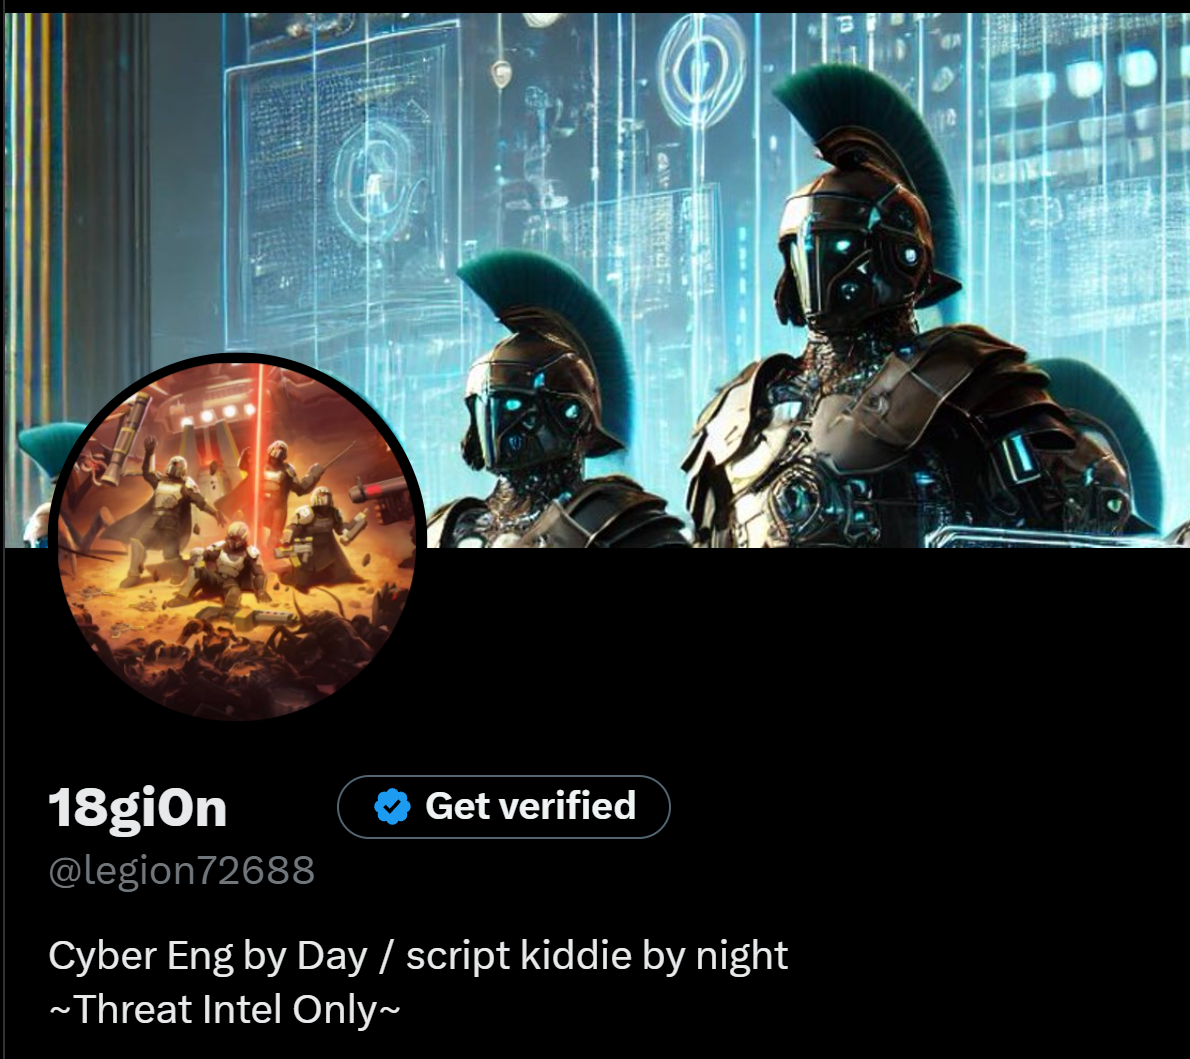 18gi0n
Get verified
@legion72688
Cyber Eng by Day / script kiddie by night
~Threat Intel Only~